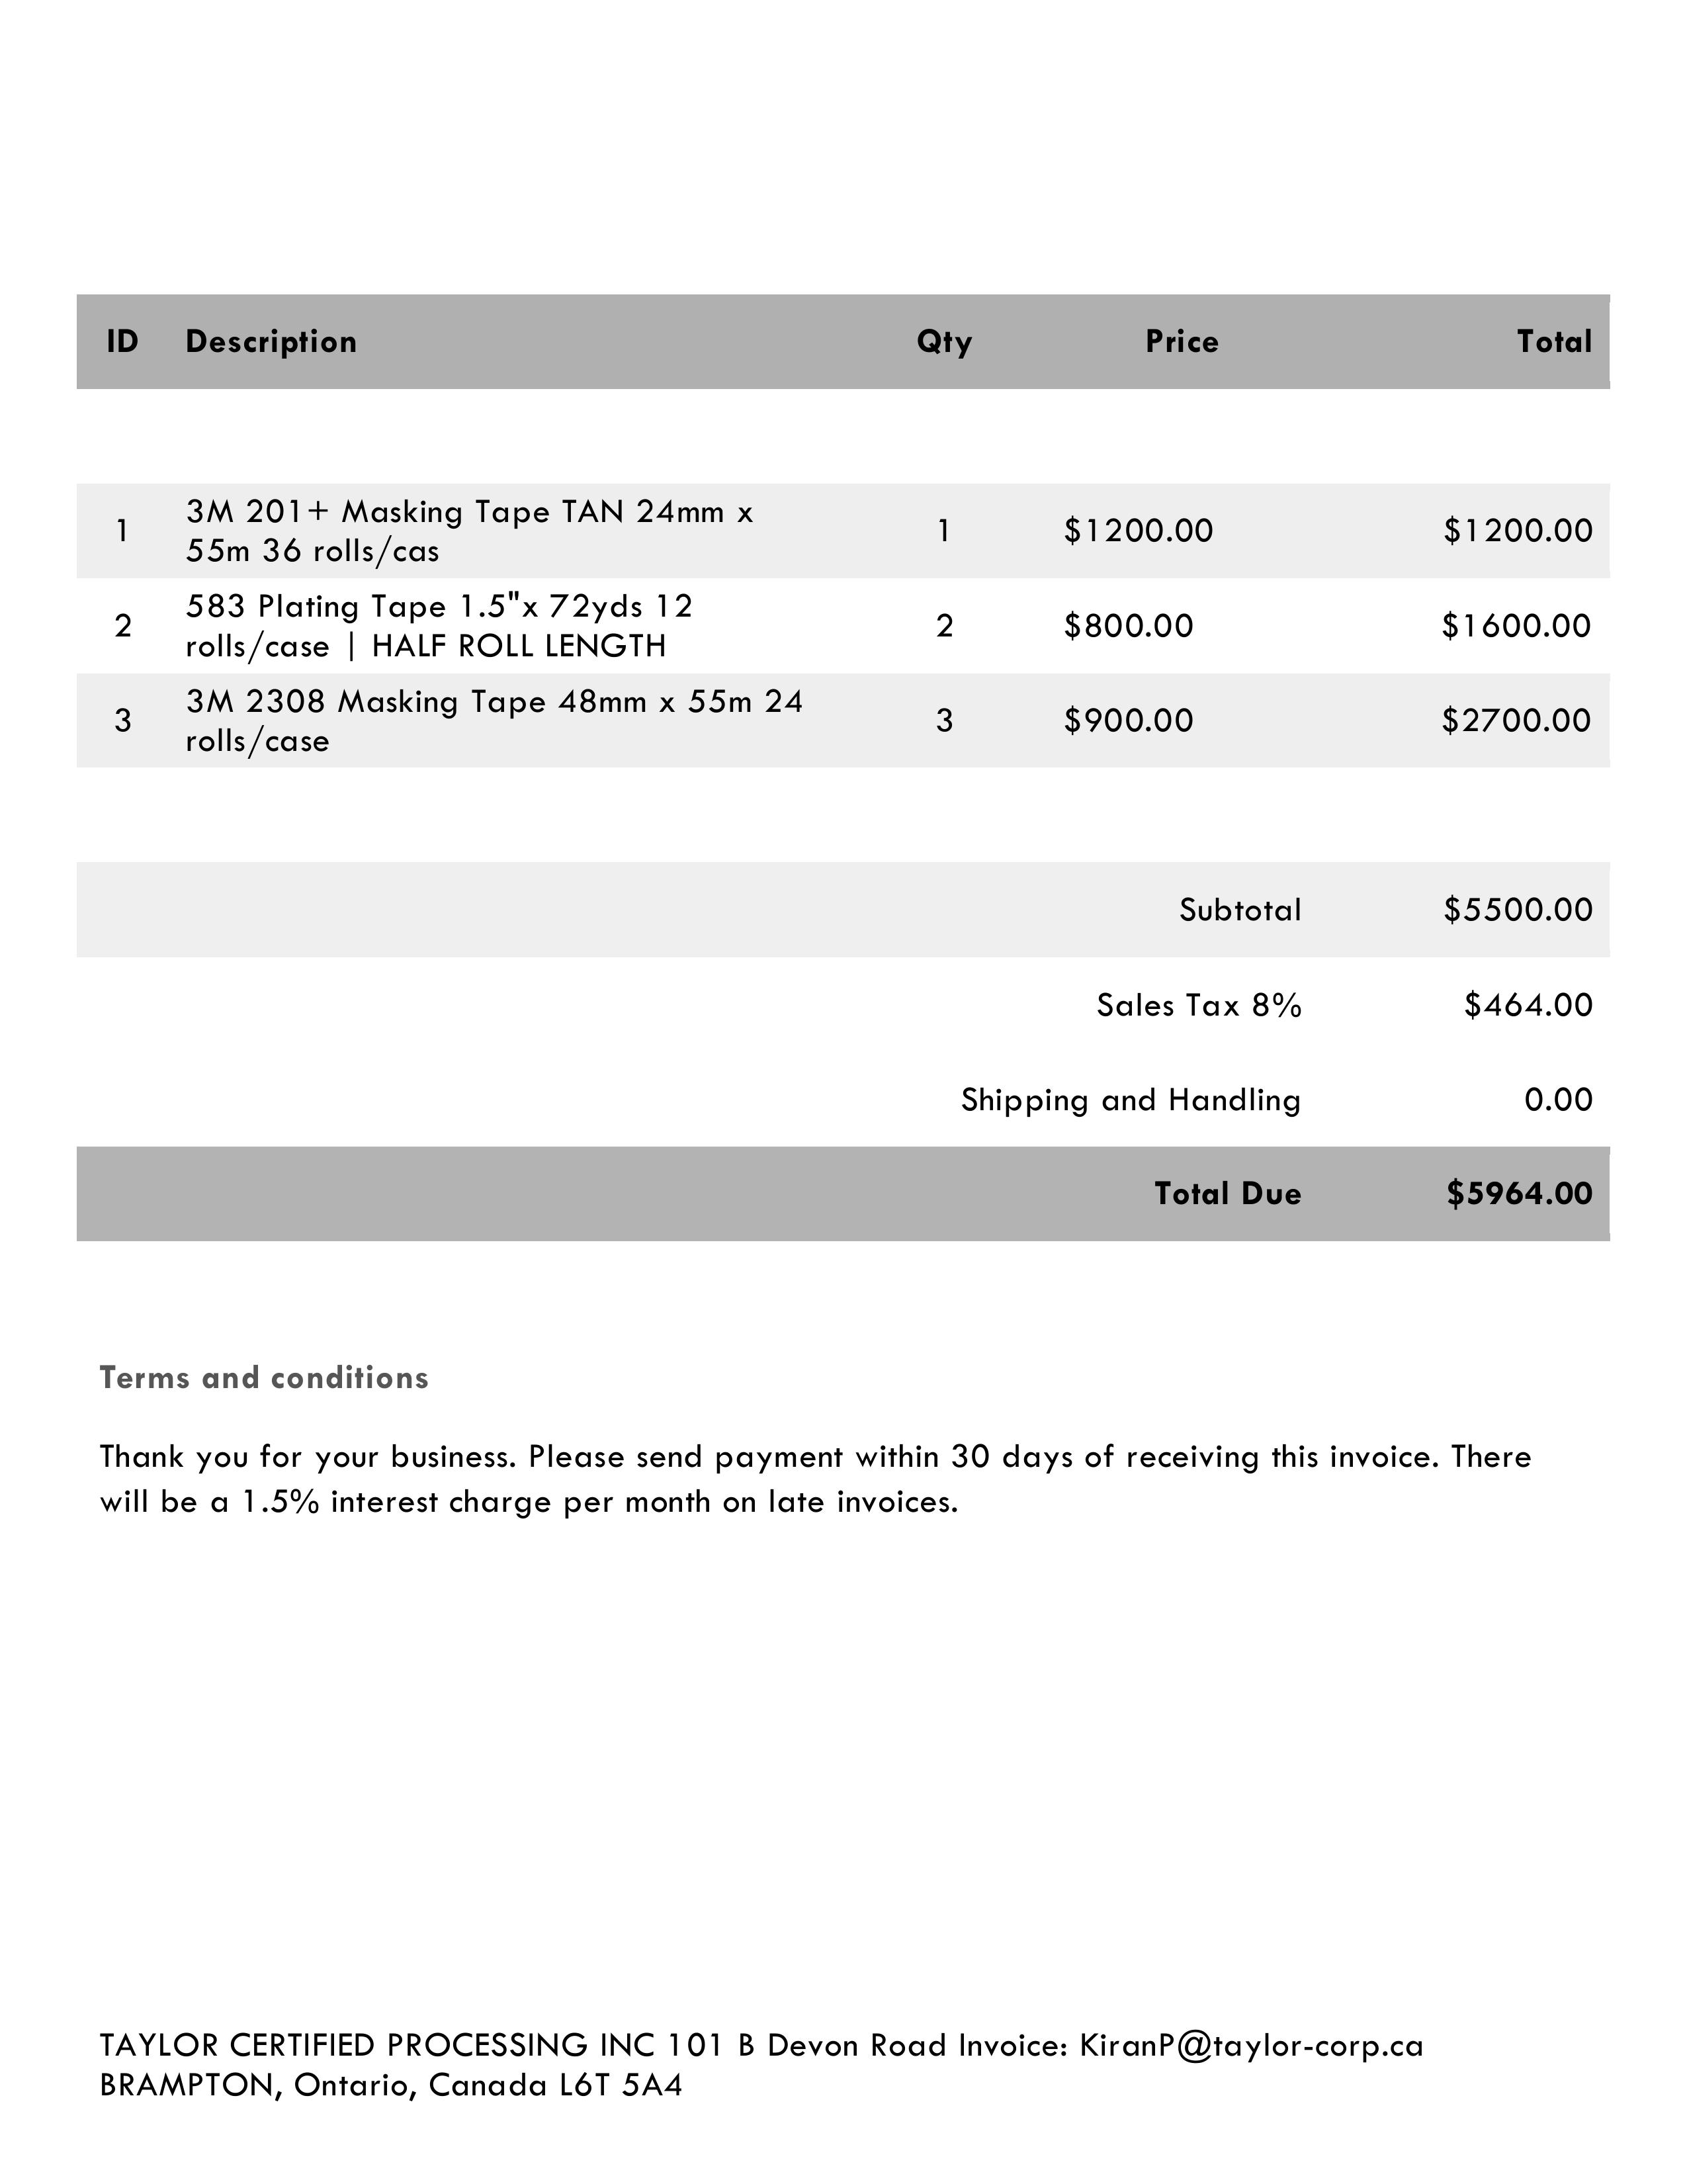 ID Description Qty Price Total
3M 201+ Masking Tape TAN 24mm x
1 55m 36 rolls/cas 1 $1200.00 $1200.00
583 Plating Tape 1.5"x 72yds 12
2 rolls/case | HALF ROLL LENGTH 2 $800.00 $1600.00
3M 2308 Masking Tape 48mm x 55m 24
3 rolls/case 3 $900.00 $2700.00
Subtotal $5500.00
Sales Tax 8% $464.00
Shipping and Handling 0.00
Total Due $5964.00
Terms and conditions
Thank you for your business. Please send payment within 30 days of receiving this invoice. There
will be a 1.5% interest charge per month on late invoices.
TAYLOR CERTIFIED PROCESSING INC 101 B Devon Road Invoice: KiranP@taylor-corp.ca
BRAMPTON, Ontario, Canada L6T 5A4